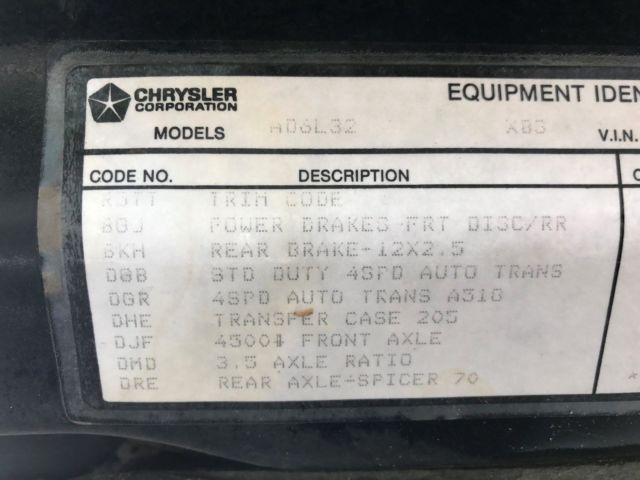 CHRYSLER
CORPORATION
EQUIPMENT IDEN
MODELS AD6L32 XB3 V.I.N.
CODE NO. DESCRIPTION C
TRIM CODE
BGJ POWER BRAKES-FRT DISC/RR
BKH REAR BRAKE-12X2.5
DGB STD DUTY 4SPD AUTO TRANS
DGR 4SPD AUTO TRANS A518
DHE TRANSFER CASE 205
DJF 4500# FRONT AXLE
DMD 3.5 AXLE RATIO
DRE REAR AXLE-SPICER 70 *